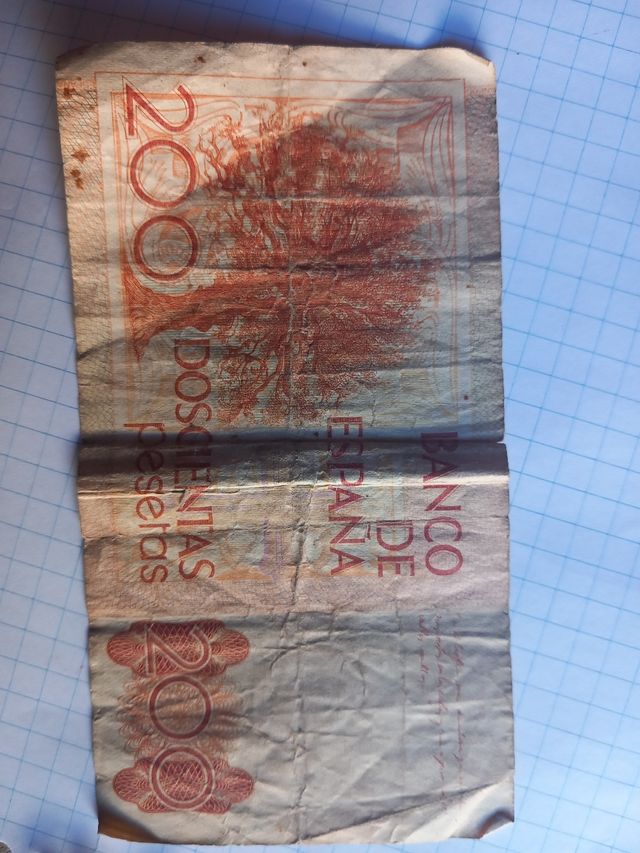 BANCO
DE
ESPAÑA
200
DOSCIENTAS
pesetas
200